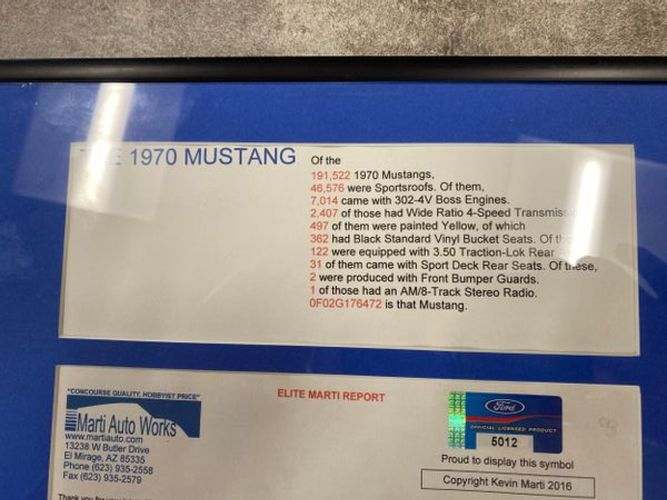 1970 MUSTANG
Of the
191,522 1970 Mustangs,
46,576 were Sportsroofs. Of them,
7,014 came with 302-4V Boss Engines.
2,407 of those had Wide Ratio 4-Speed
497 of them were painted Yellow, of which
362 had Black Standard Vinyl Bucket Seats. Of
122 were equipped with 3.50 Traction-Lok Rear
31 of them came with Sport Deck Rear Seats. Of these,
2 were produced with Front Bumper Guards.
1 of those had an AM/8-Track Stereo Radio.
0F02G176472 is that Mustang.
"CONCOURSE QUALITY, HOBBYIST PRICE"
Marti Auto Works
www.martiauto.com
13238 W Butler Drive
El Mirage, AZ 85335
Phone (623) 935-2558
Fax (623) 935-2579
ELITE MARTI REPORT
Ford
OFFICIAL LICENSED PRODUCT
5012
Proud to display this symbol
Copyright Kevin Marti 2016
Thank you for